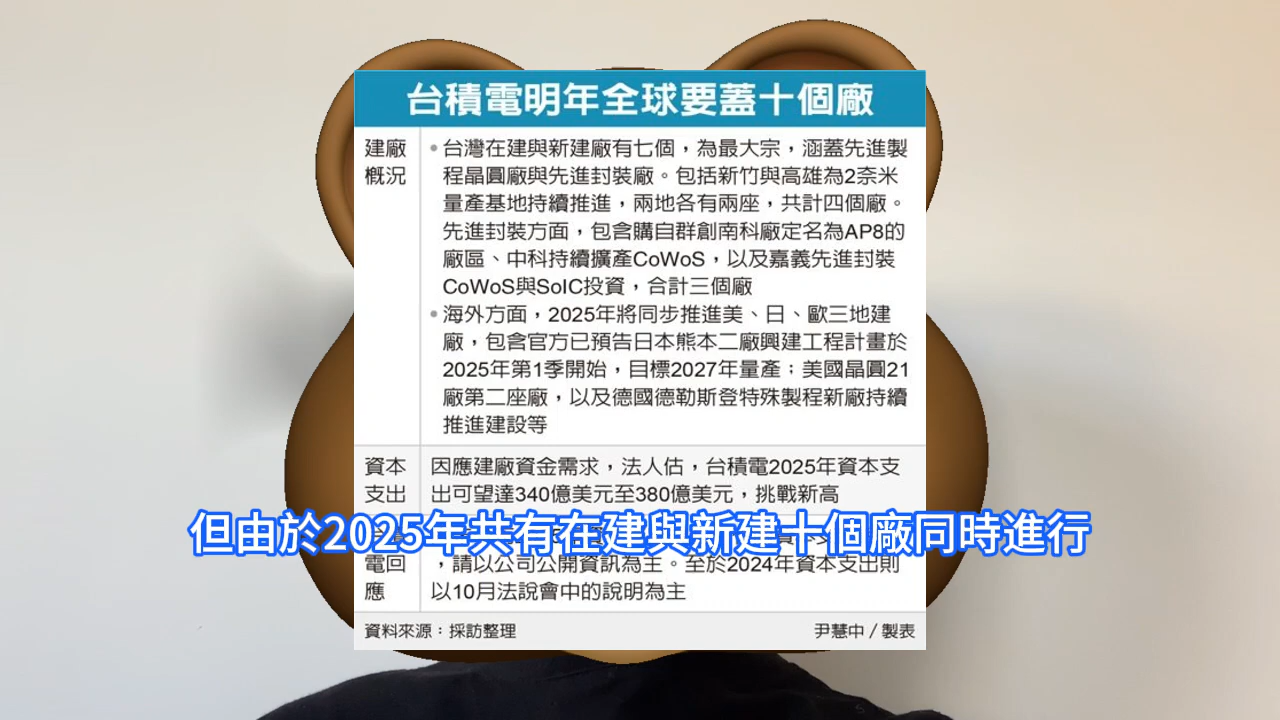 台積電明年全球要蓋十個廠
建廠
概況
•台灣在建與新建廠有七個,為最大宗,涵蓋先進製
程晶圓廠與先進封裝廠。包括新竹與高雄為2奈米
量產基地持續推進,兩地各有兩座,共計四個廠。
先進封裝方面,包含購自群創南科廠定名為AP8的
廠區、中科持續擴產CoWoS,以及嘉義先進封裝
CoWoS與SoIC投資,合計三個廠
•海外方面,2025年將同步推進美、日、歐三地建
廠,包含官方已預告日本熊本二廠興建工程計畫於
2025年第1季開始,目標2027年量產;美國晶圓21
廠第二座廠,以及德國德勒斯登特殊製程新廠持續
推進建設等
資本
支出
因應建廠資金需求,法人估,台積電2025年資本支
出可望達340億美元至380億美元,挑戰新高
但由於2025年共有在建與新建十個廠同時進行
電回
應
,請以公司公開資訊為主。至於2024年資本支出則
以10月法說會中的說明為主
資料來源:採訪整理
尹慧中/製表